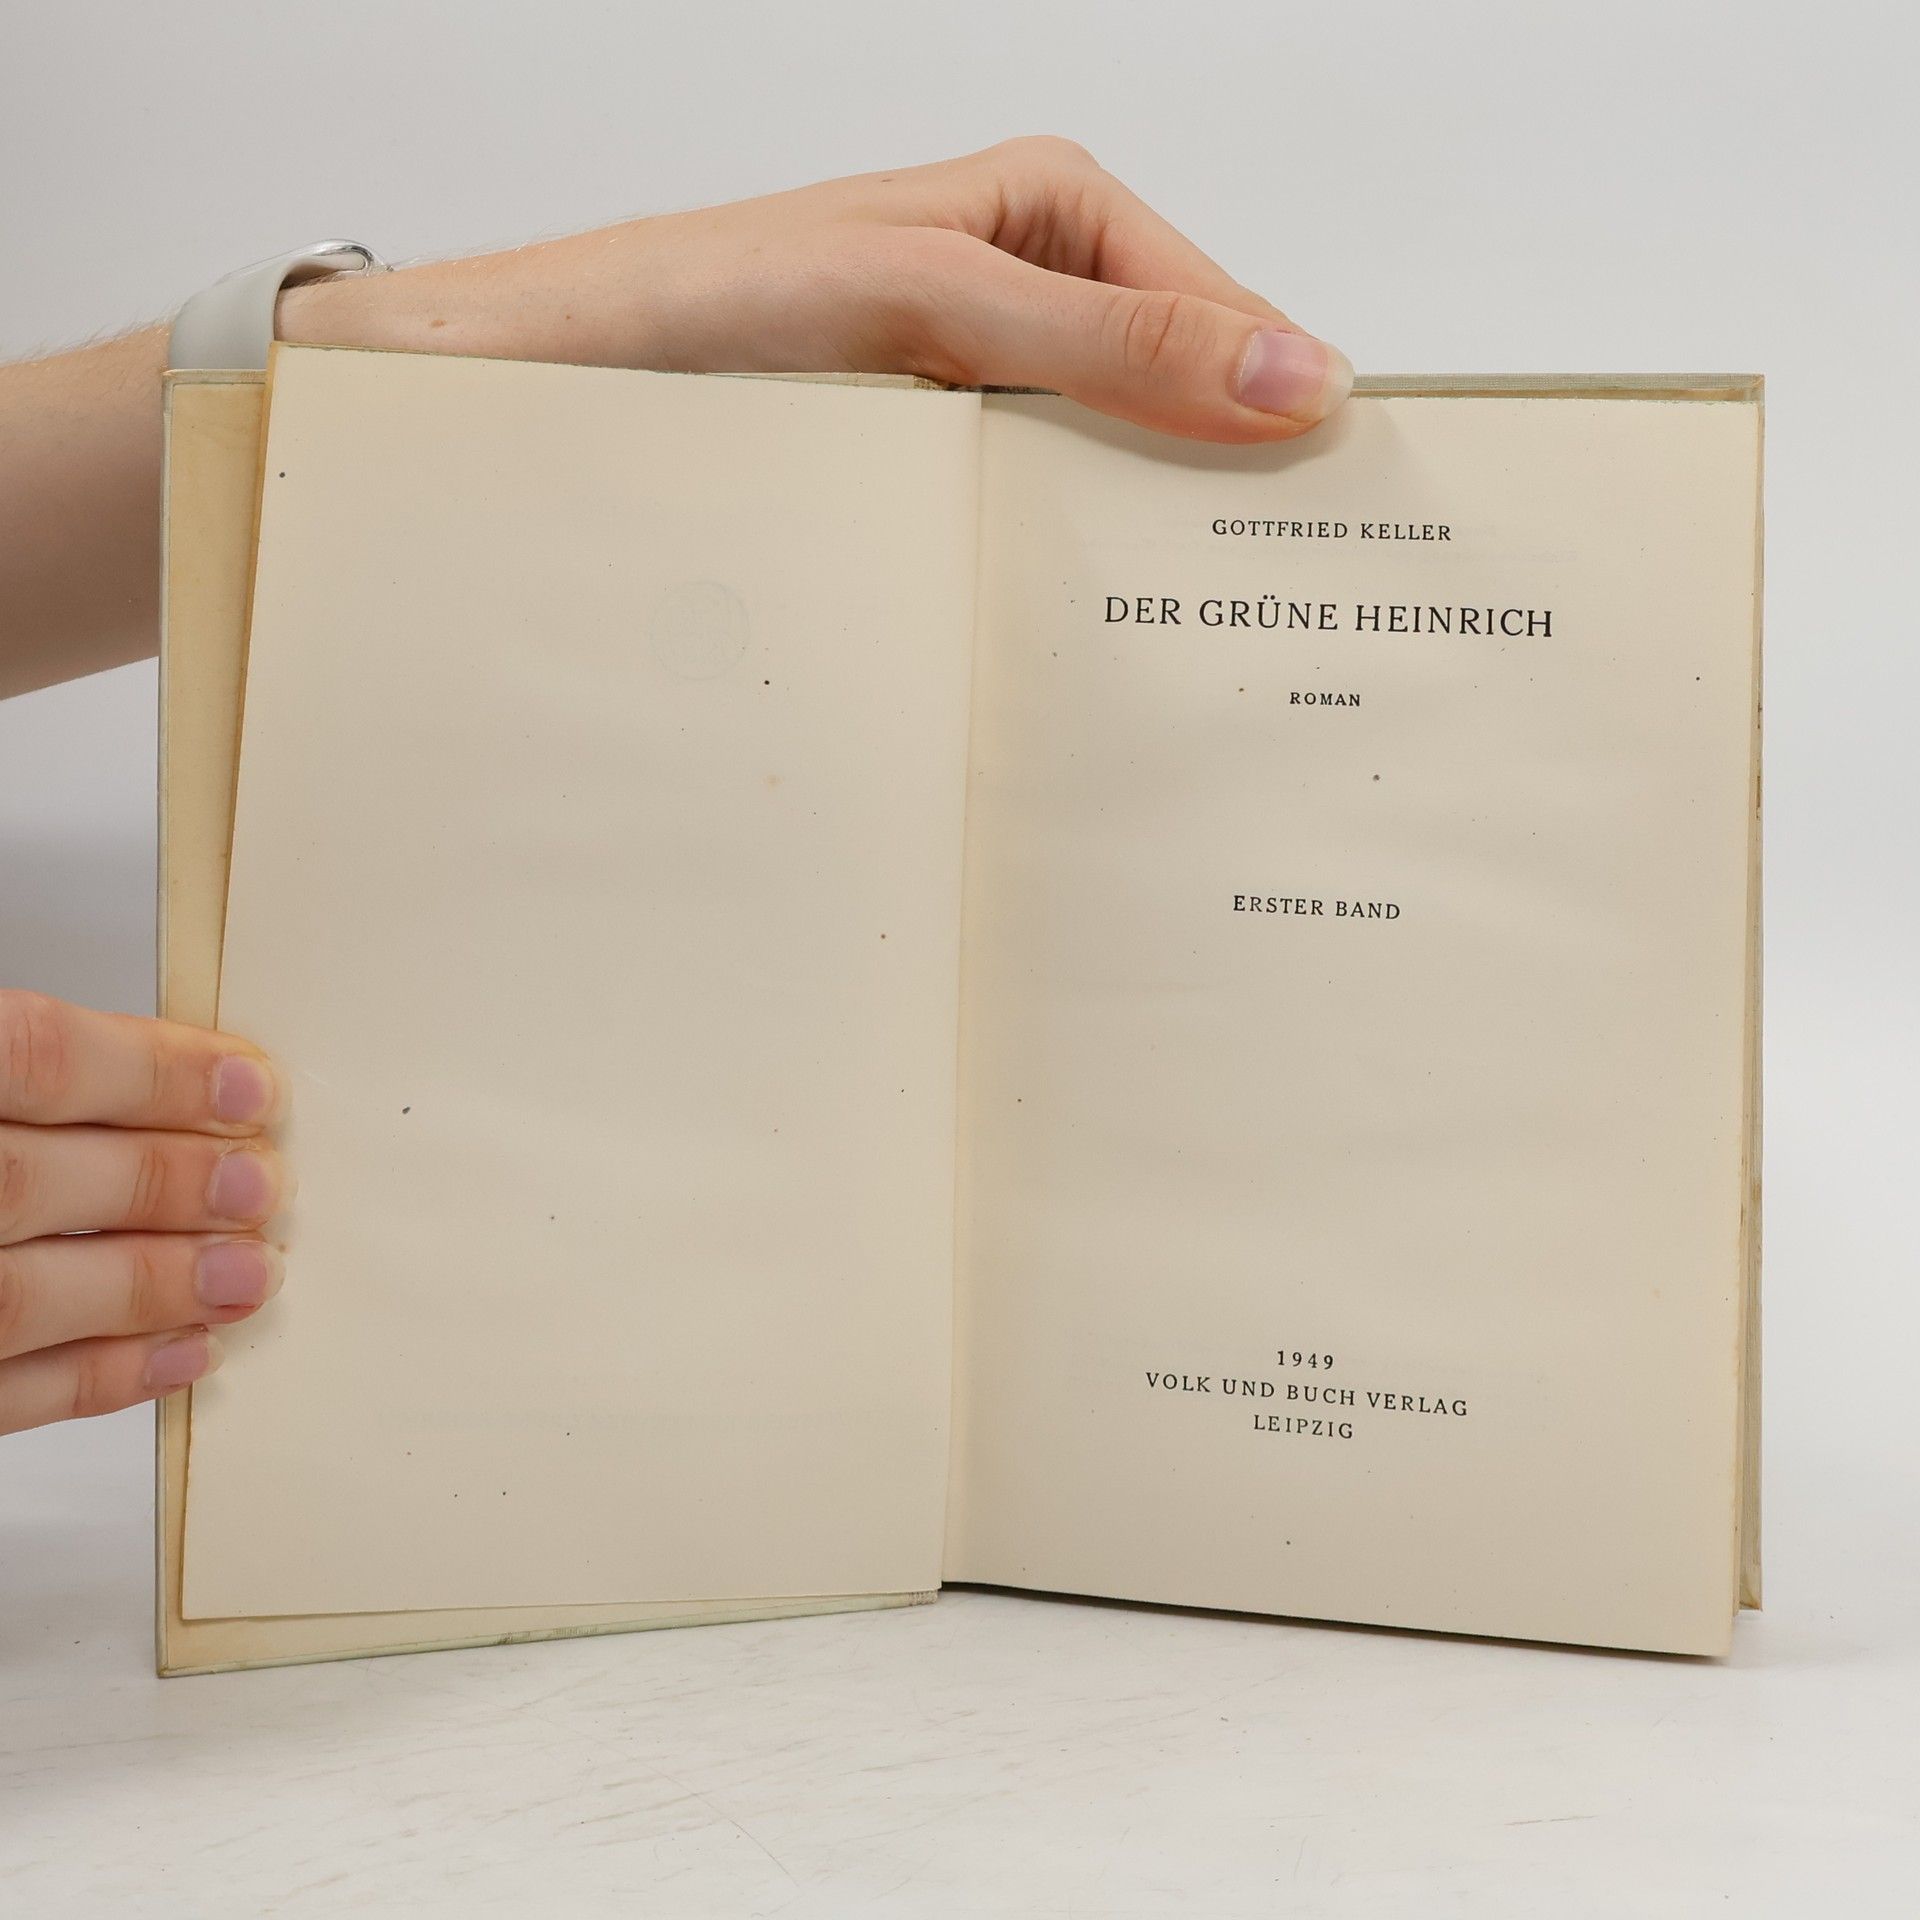 GOTTFRIED KELLER
DER GRÜNE HEINRICH
ROMAN
ERSTER BAND
1949
VOLK UND BUCH VERLAG
LEIPZIG